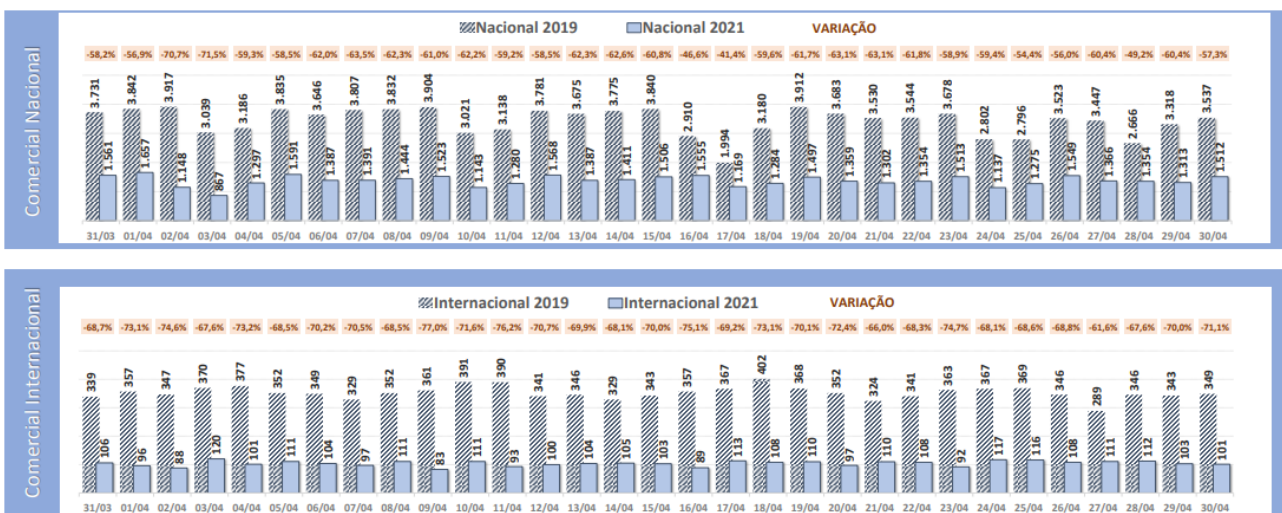 Comercial Nacional
Nacional 2019 Nacional 2021 VARIAÇÃO
-58,2% -56,9% -70,7% -71,5% -59,3% -58,5% -62,0% -63,5% -62,3% -61,0% -62,2% -59,2% -58,5% -62,3% -62,6% -60,8% -46,6% -41,4% -59,6% -61,7% -63,1% -63,1% -61,8% -58,9% -59,4% -54,4% -56,0% -60,4% -49,2% -60,4% -57,3%
3.731 3.842 3.917 3.039 3.186 3.835 3.646 3.807 3.832 3.904 3.021 3.138 3.781 3.675 3.775 3.840 2.910 1.994 3.180 3.912 3.683 3.530 3.544 3.678 2.802 2.796 3.523 3.447 2.666 3.318 3.537
1.561 1.657 1.148 867 1.297 1.591 1.387 1.391 1.444 1.523 1.143 1.280 1.568 1.387 1.411 1.506 1.555 1.169 1.284 1.497 1.359 1.302 1.354 1.513 1.137 1.275 1.549 1.366 1.354 1.313 1.512
31/03 01/04 02/04 03/04 04/04 05/04 06/04 07/04 08/04 09/04 10/04 11/04 12/04 13/04 14/04 15/04 16/04 17/04 18/04 19/04 20/04 21/04 22/04 23/04 24/04 25/04 26/04 27/04 28/04 29/04 30/04
Comercial Internacional
Internacional 2019 Internacional 2021 VARIAÇÃO
-68,7% -73,1% -74,6% -67,6% -73,2% -68,5% -70,2% -70,5% -68,5% -77,0% -71,6% -76,2% -70,7% -69,9% -68,1% -70,0% -75,1% -69,2% -73,1% -70,1% -72,4% -66,0% -68,3% -74,7% -68,1% -68,6% -68,8% -61,6% -67,6% -70,0% -71,1%
339 357 347 370 377 352 349 329 352 361 391 390 341 346 329 343 357 367 402 368 352 324 341 363 367 369 346 289 346 343 349
106 96 88 120 101 111 104 97 111 83 111 93 100 104 105 103 89 113 108 110 97 110 108 92 117 116 108 111 112 103 101
31/03 01/04 02/04 03/04 04/04 05/04 06/04 07/04 08/04 09/04 10/04 11/04 12/04 13/04 14/04 15/04 16/04 17/04 18/04 19/04 20/04 21/04 22/04 23/04 24/04 25/04 26/04 27/04 28/04 29/04 30/04